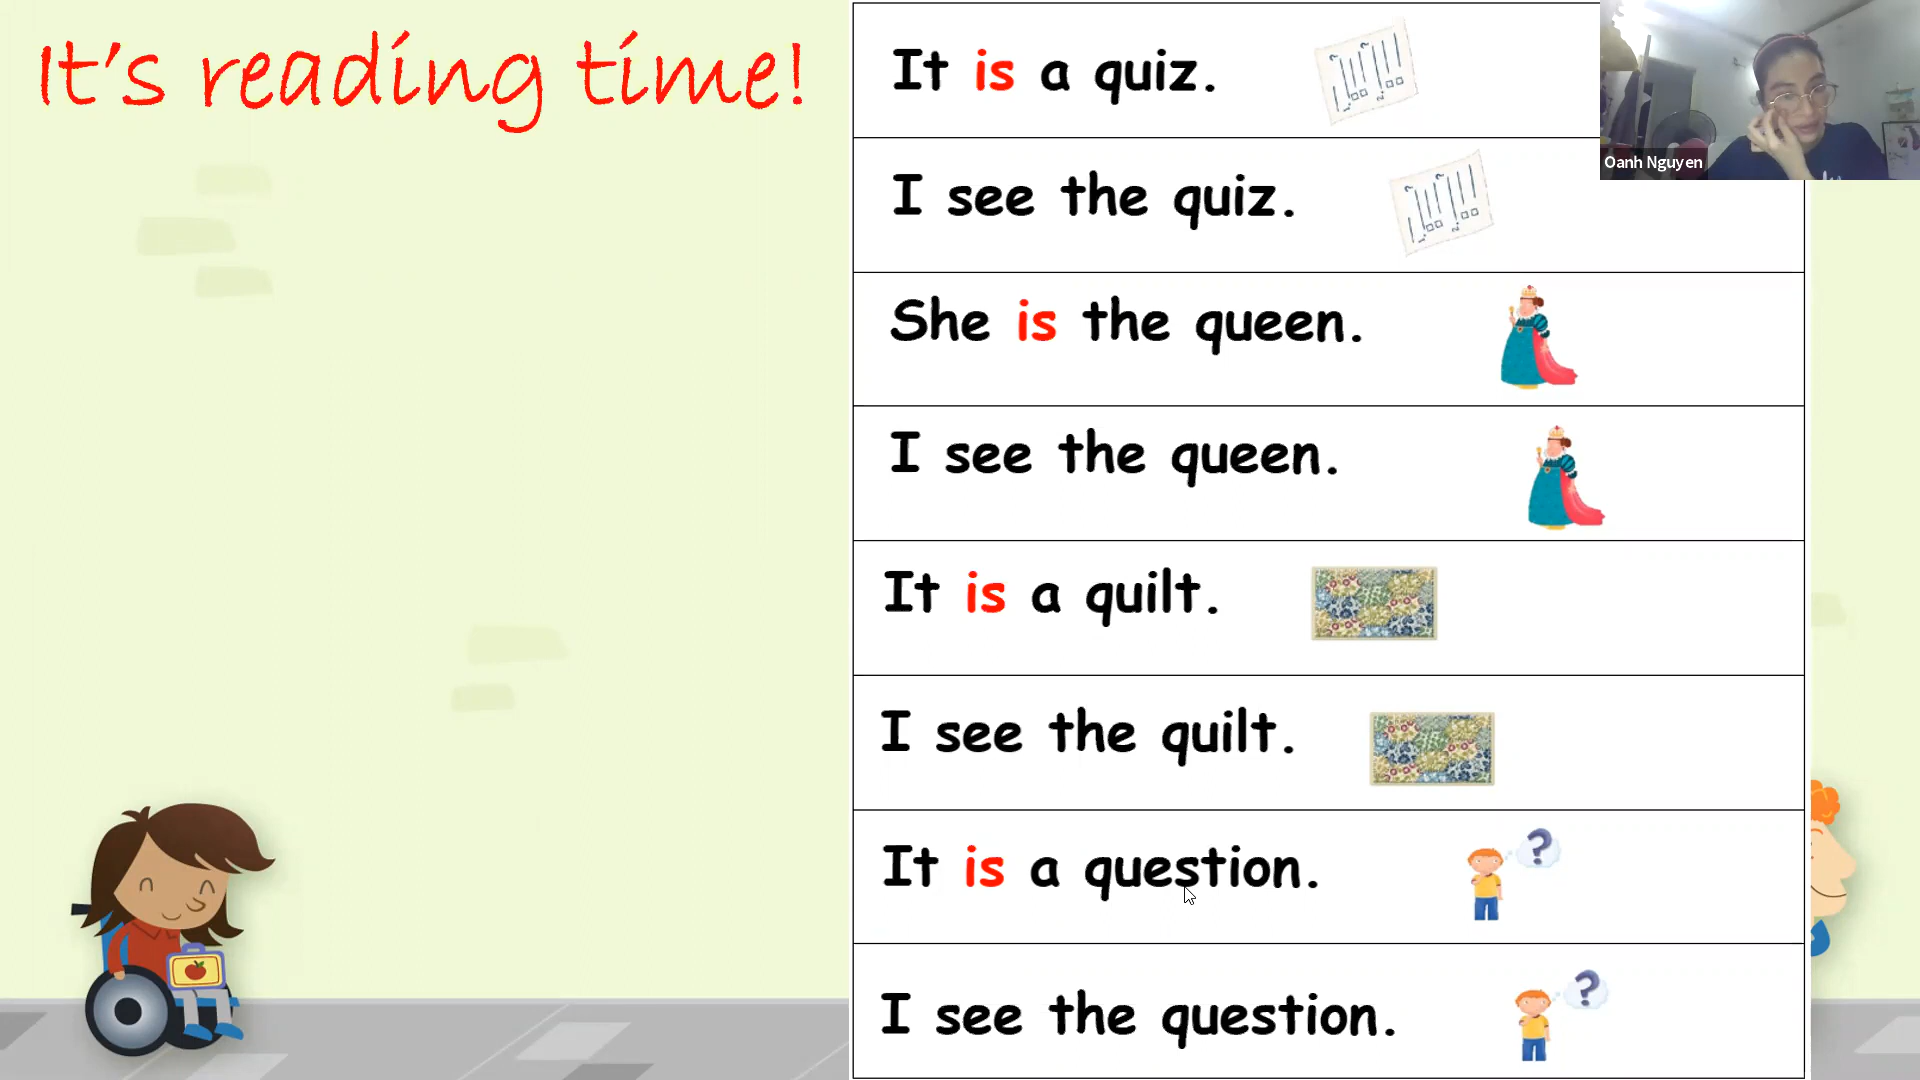 It's reading time!
It is a quiz.
I see the quiz.
She is the queen.
I see the queen.
It is a quilt.
I see the quilt.
It is a question.
?
I see the question.
?
Oanh Nguyen